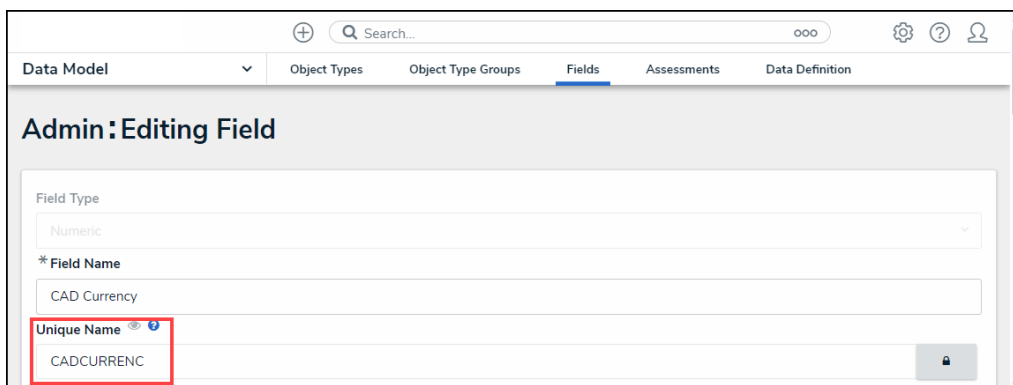 Search...
Data Model Object Types Object Type Groups Fields Assessments Data Definition
Admin:Editing Field
Field Type
Numeric
*Field Name
CAD Currency
Unique Name
CADCURRENC